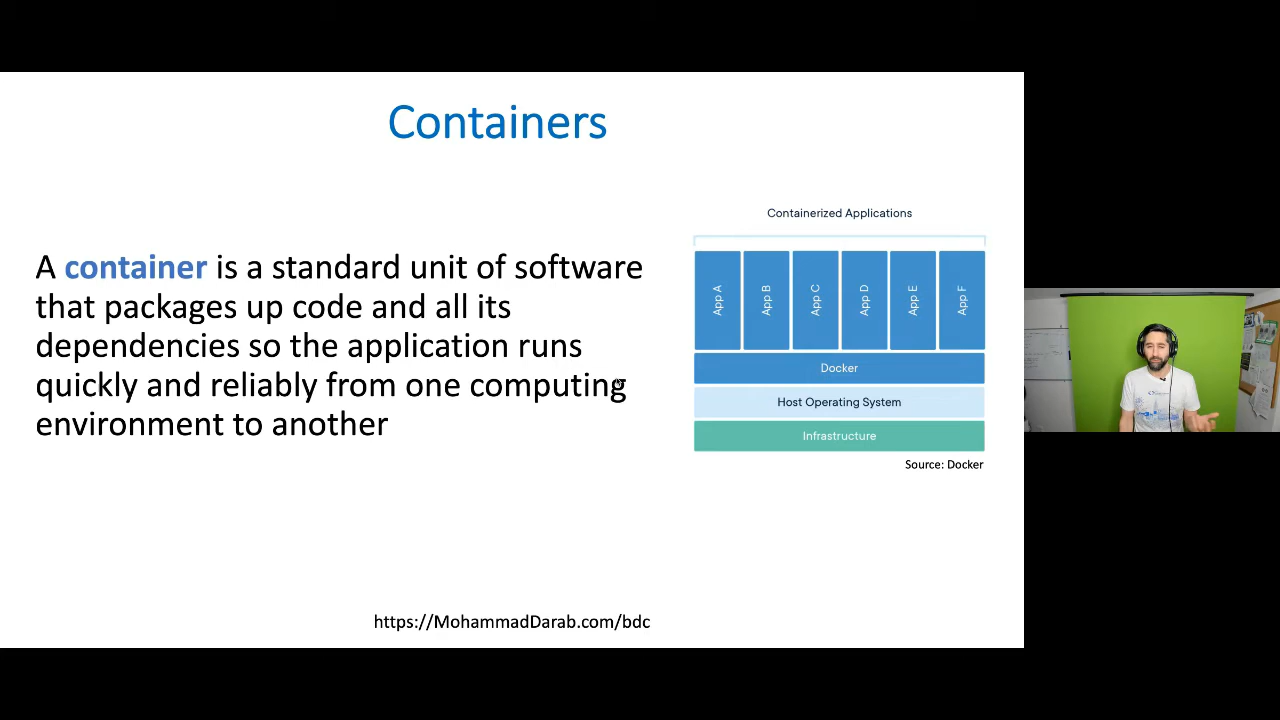 Containers
A container is a standard unit of software
that packages up code and all its
dependencies so the application runs
quickly and reliably from one computing
environment to another
Containerized Applications
App A
App B
App C
App D
App E
App F
Docker
Host Operating System
Infrastructure
Source: Docker
https://MohammadDarab.com/bdc